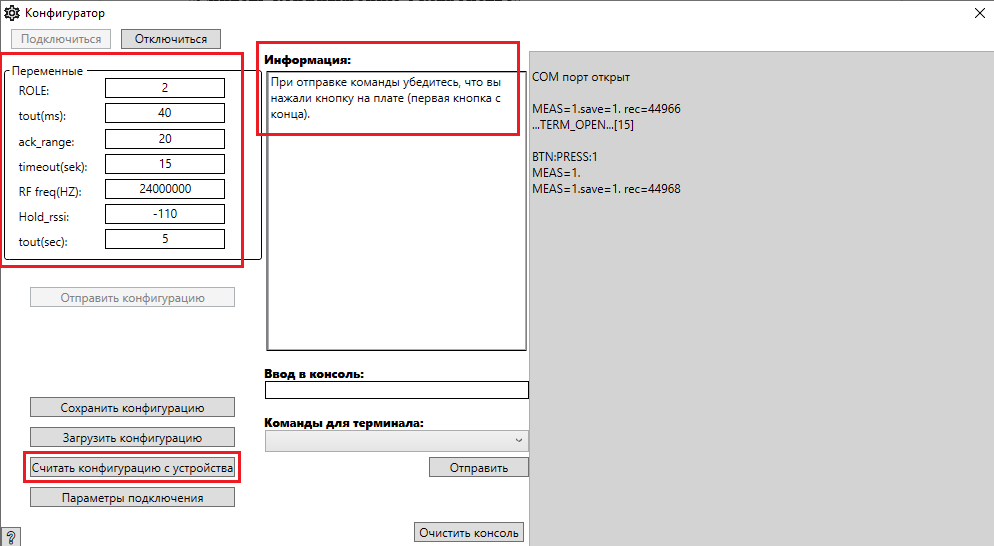 Конфигуратор
Подключиться
Отключиться
Переменные
ROLE: 2
tout(ms): 40
ack_range: 20
timeout(sek): 15
RF freq(HZ): 24000000
Hold_rssi: -110
tout(sec): 5
Отправить конфигурацию
Сохранить конфигурацию
Загрузить конфигурацию
Считать конфигурацию с устройства
Параметры подключения
?
Информация:
При отправке команды убедитесь, что вы
нажали кнопку на плате (первая кнопка с
конца).
Ввод в консоль:
Команды для терминала:
Отправить
Очистить консоль
COM порт открыт
MEAS=1.save=1. rec=44966
...TERM_OPEN...[15]
BTN:PRESS:1
MEAS=1.
MEAS=1.save=1. rec=44968